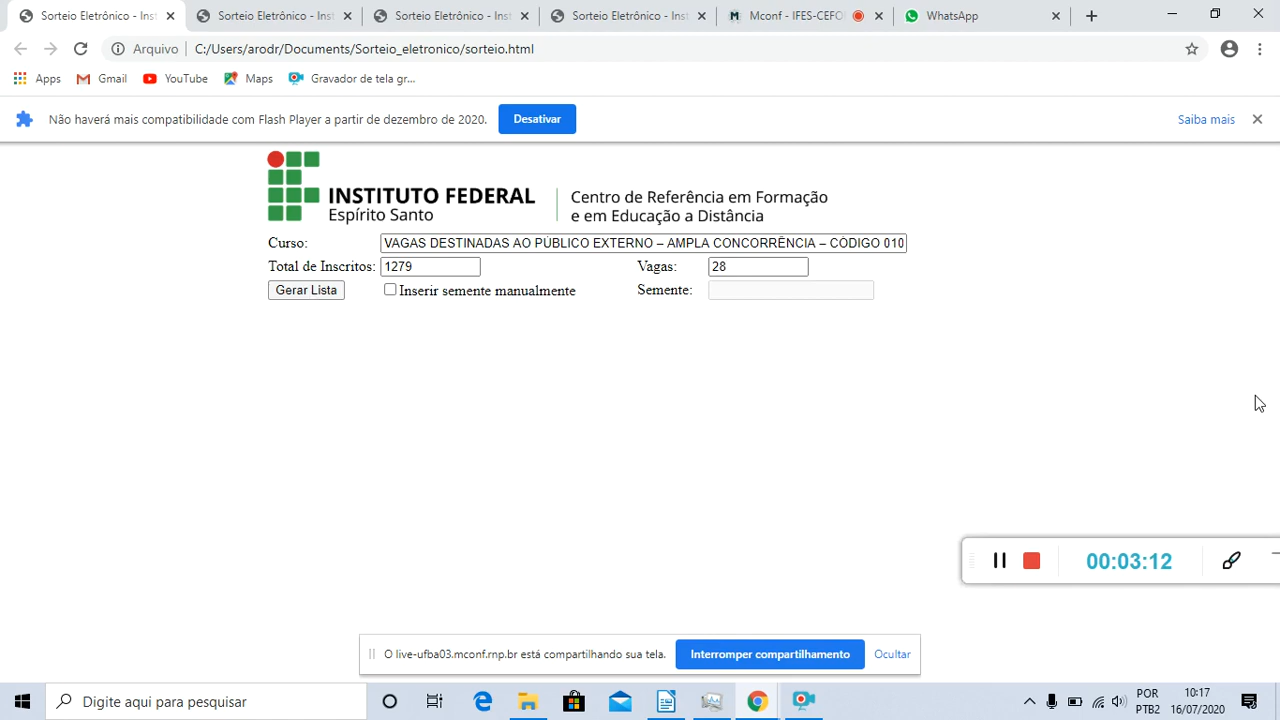 Sorteio Eletrônico - Inst
Sorteio Eletrônico - Inst
Sorteio Eletrônico - Inst
Sorteio Eletrônico - Inst
Mconf - IFES-CEFO
WhatsApp
Arquivo
C:/Users/arodr/Documents/Sorteio_eletronico/sorteio.html
Apps
Gmail
YouTube
Maps
Gravador de tela gr...
Não haverá mais compatibilidade com Flash Player a partir de dezembro de 2020.
Desativar
Saiba mais
INSTITUTO FEDERAL
Espírito Santo
Centro de Referência em Formação
e em Educação a Distância
Curso: VAGAS DESTINADAS AO PÚBLICO EXTERNO – AMPLA CONCORRÊNCIA – CÓDIGO 010
Total de Inscritos: 1279 Vagas: 28
Gerar Lista Inserir semente manualmente Semente:
00:03:12
O live-ufba03.mconf.rnp.br está compartilhando sua tela.
Interromper compartilhamento
Ocultar
Digite aqui para pesquisar
POR
PTB2
10:17
16/07/2020